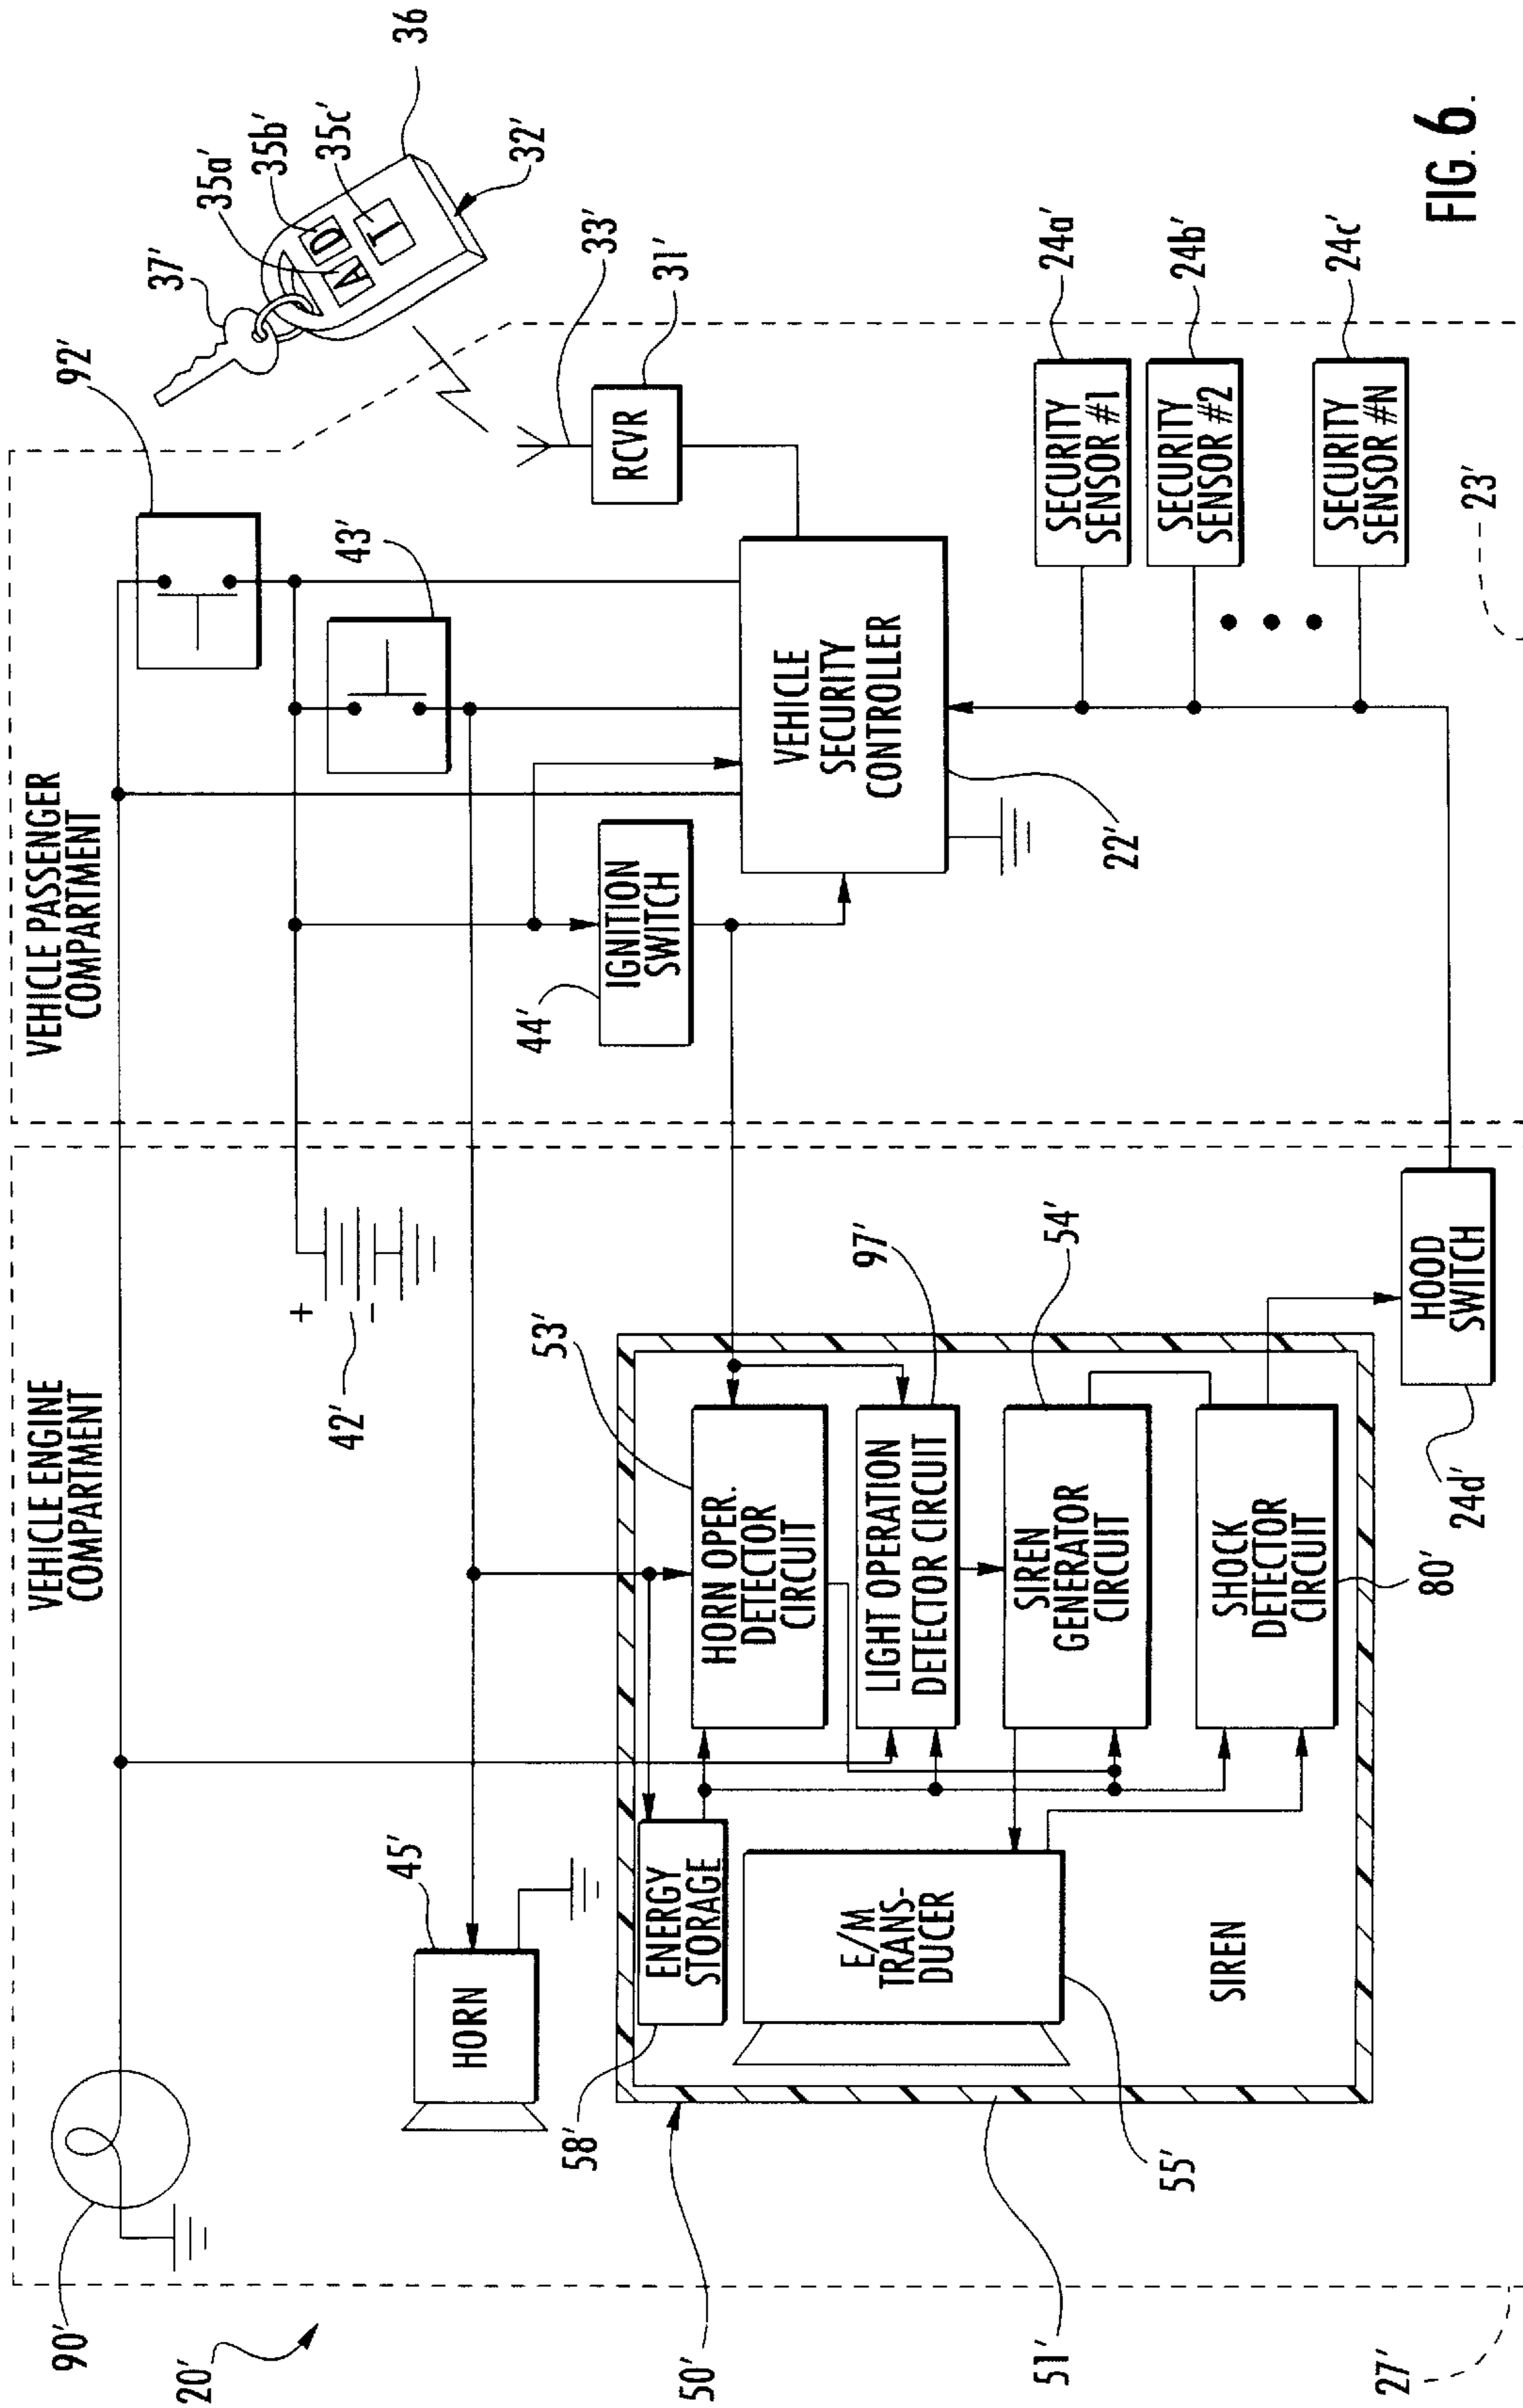 VEHICLE ENGINE
COMPARTMENT
VEHICLE PASSENGER
COMPARTMENT
90'
20'
92'
37'
35a'
35b'
35c'
36
32'
+
-
42'
43'
33'
RCVR
31'
45'
HORN
44'
IGNITION
SWITCH
VEHICLE
SECURITY
CONTROLLER
22'
A
D
T
50'
58'
ENERGY
STORAGE
53'
HORN OPER.
DETECTOR
CIRCUIT
97'
LIGHT OPERATION
DETECTOR CIRCUIT
54'
SIREN
GENERATOR
CIRCUIT
E/M
TRANS-
DUCER
55'
SHOCK
DETECTOR
CIRCUIT
80'
SIREN
51'
HOOD
SWITCH
24d'
SECURITY
SENSOR #1
24a'
SECURITY
SENSOR #2
24b'
SECURITY
SENSOR #N
24c'
27'
23'
FIG. 6.